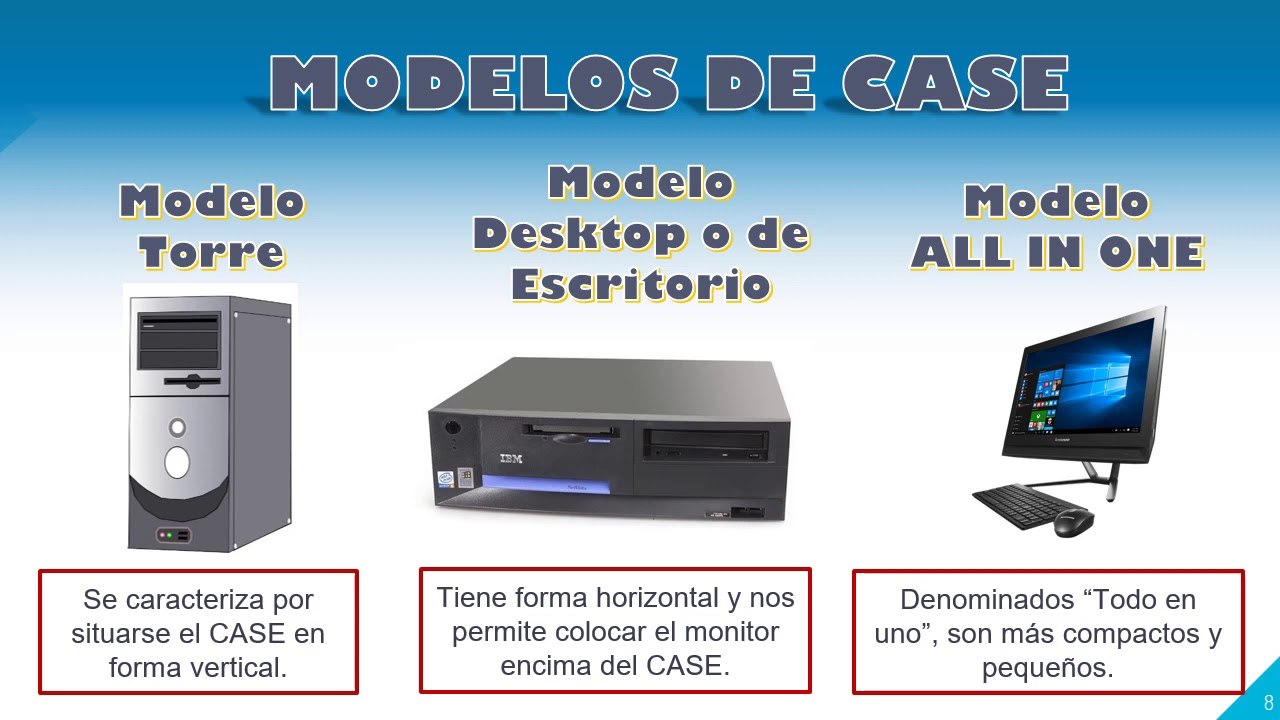 MODELOS DE CASE
Modelo
Torre
Modelo
Desktop o de
Escritorio
Modelo
ALL IN ONE
IBM
Se caracteriza por
situarse el CASE en
forma vertical.
Tiene forma horizontal y nos
permite colocar el monitor
encima del CASE.
Denominados “Todo en
uno”, son más compactos y
pequeños.
8